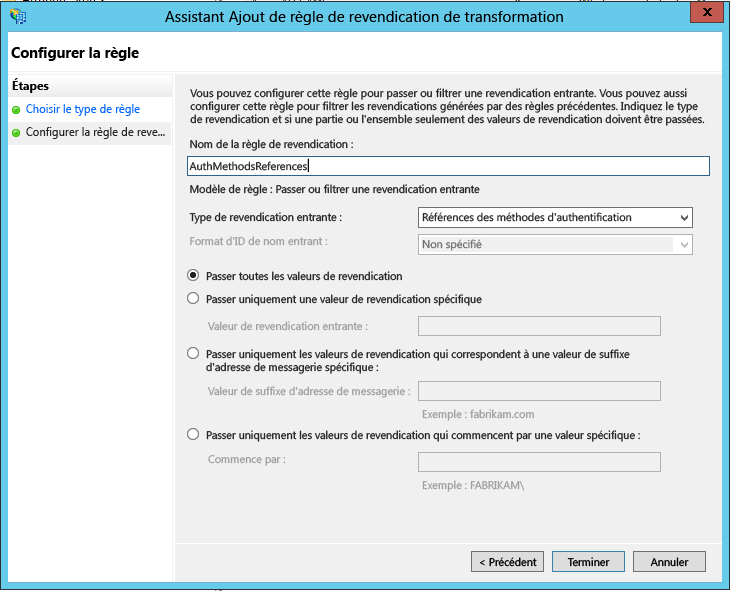 Assistant Ajout de règle de revendication de transformation
x
Configurer la règle
Étapes
Choisir le type de règle
Configurer la règle de reve...
Vous pouvez configurer cette règle pour passer ou filtrer une revendication entrante. Vous pouvez aussi
configurer cette règle pour filtrer les revendications générées par des règles précédentes. Indiquez le type
de revendication et si une partie ou l'ensemble seulement des valeurs de revendication doivent être passées.
Nom de la règle de revendication :
AuthMethodsReferences
Modèle de règle : Passer ou filtrer une revendication entrante
Type de revendication entrante :
Références des méthodes d'authentification
Format d'ID de nom entrant :
Non spécifié
Passer toutes les valeurs de revendication
Passer uniquement une valeur de revendication spécifique
Valeur de revendication entrante :
Passer uniquement les valeurs de revendication qui correspondent à une valeur de suffixe
d'adresse de messagerie spécifique :
Valeur de suffixe d'adresse de messagerie :
Exemple : fabrikam.com
Passer uniquement les valeurs de revendication qui commencent par une valeur spécifique :
Commence par :
Exemple : FABRIKAM\
< Précédent
Terminer
Annuler